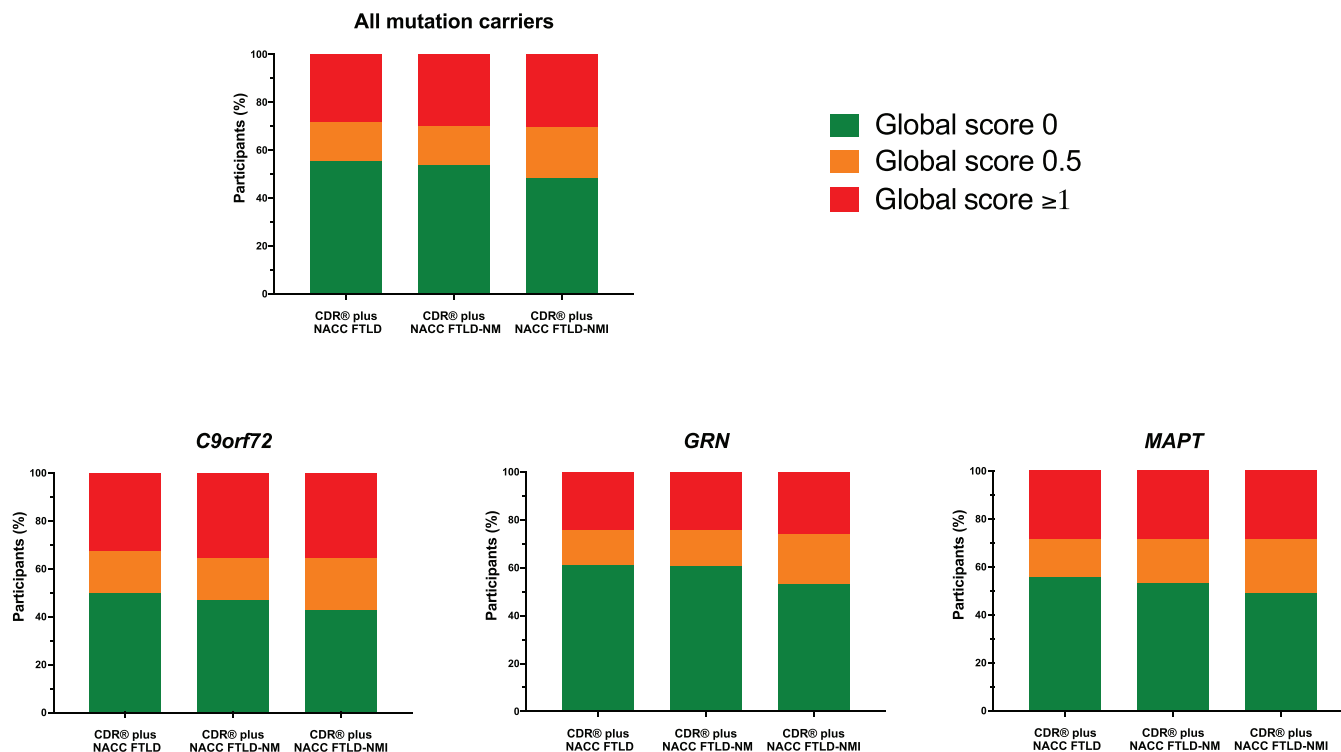 All mutation carriers
Participants (%)
100
80
60
40
20
0
CDR® plus
NACC FTLD
CDR® plus
NACC FTLD-NM
CDR® plus
NACC FTLD-NMI
Global score 0
Global score 0.5
Global score ≥1
C9orf72
Participants (%)
100
80
60
40
20
0
CDR® plus
NACC FTLD
CDR® plus
NACC FTLD-NM
CDR® plus
NACC FTLD-NMI
GRN
Participants (%)
100
80
60
40
20
0
CDR® plus
NACC FTLD
CDR® plus
NACC FTLD-NM
CDR® plus
NACC FTLD-NMI
MAPT
Participants (%)
100
80
60
40
20
0
CDR® plus
NACC FTLD
CDR® plus
NACC FTLD-NM
CDR® plus
NACC FTLD-NMI